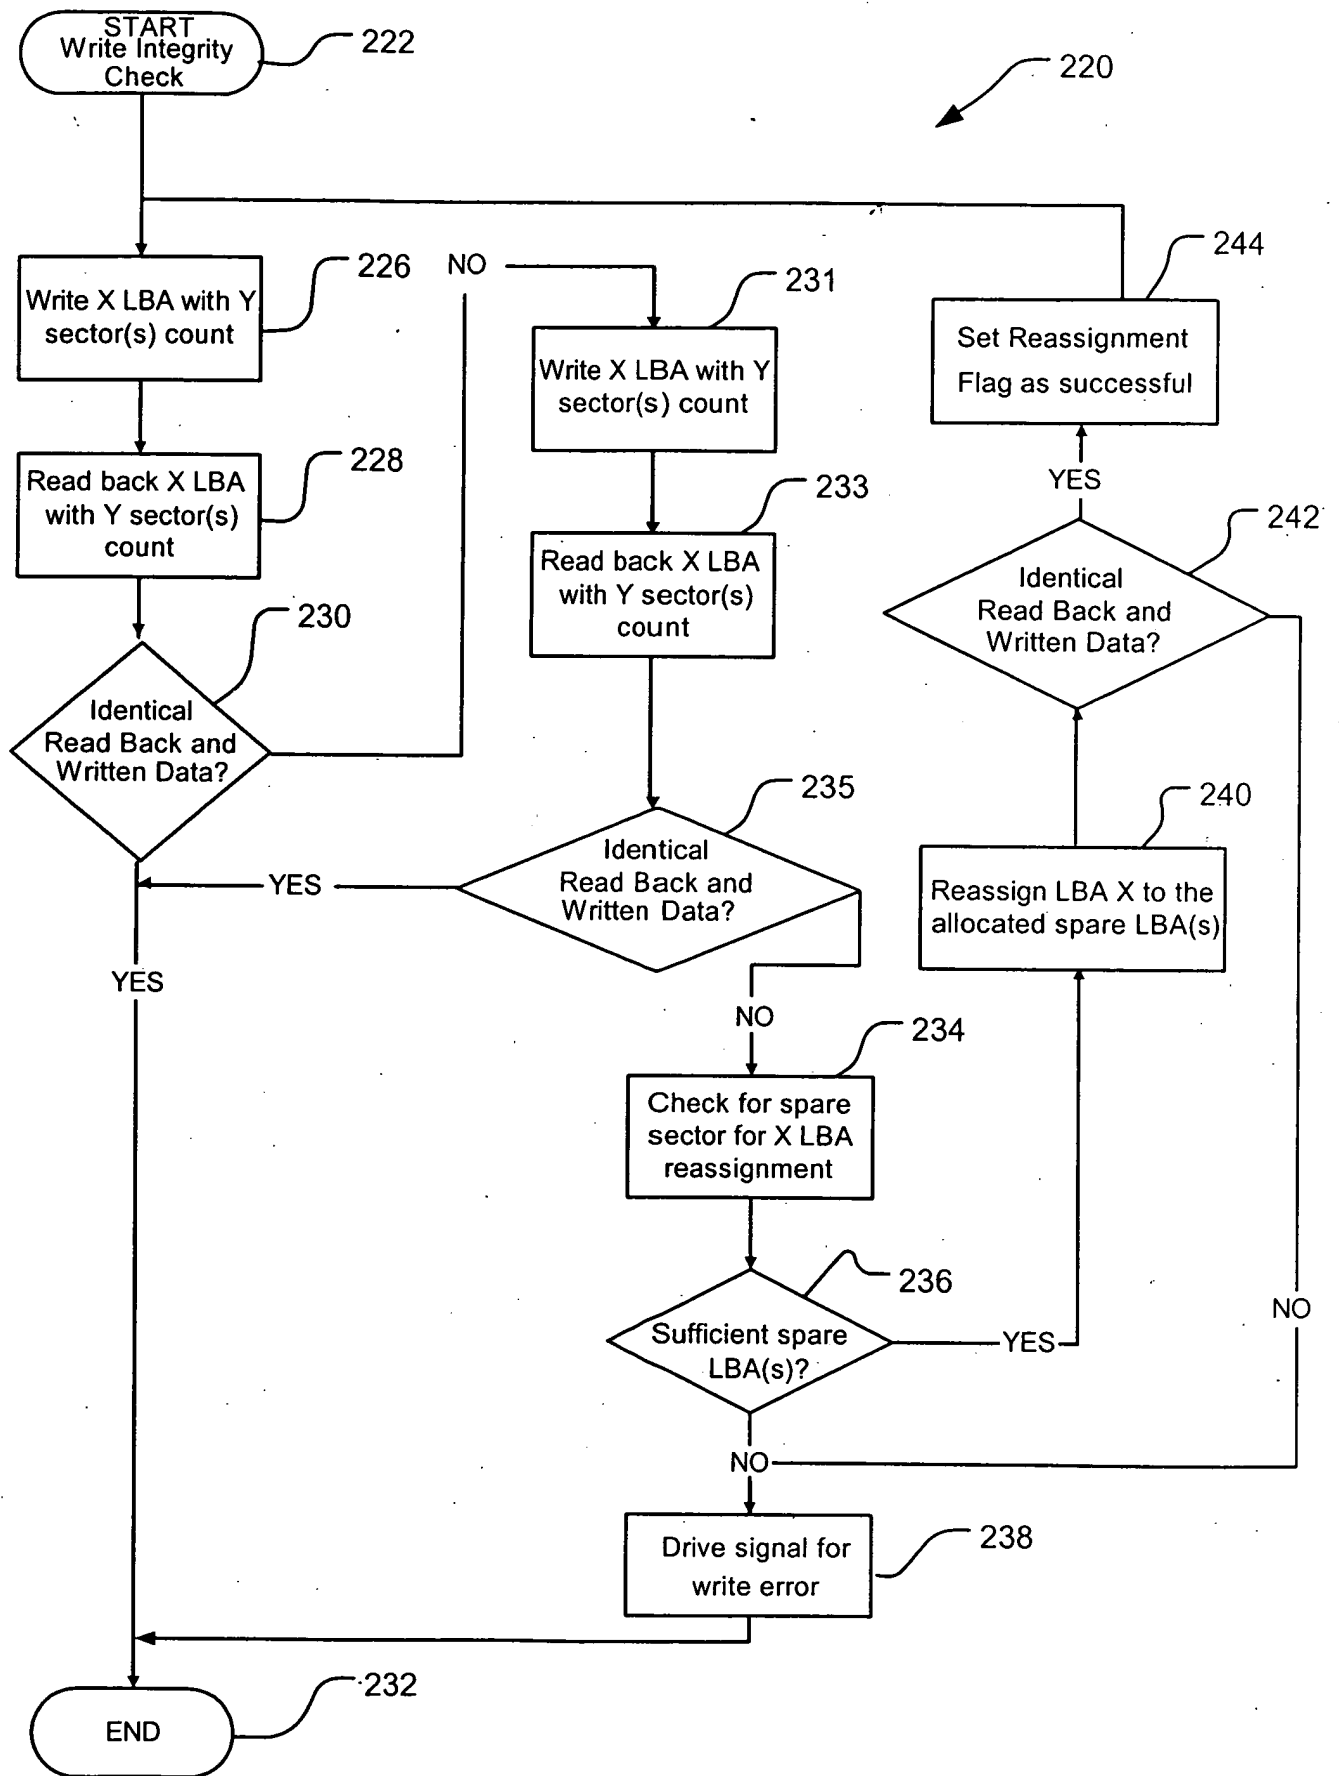 START
Write Integrity
Check
222
220
226
Write X LBA with Y
sector(s) count
NO
231
Write X LBA with Y
sector(s) count
244
Set Reassignment
Flag as successful
228
Read back X LBA
with Y sector(s)
count
233
Read back X LBA
with Y sector(s)
count
YES
242
Identical
Read Back and
Written Data?
230
Identical
Read Back and
Written Data?
235
Identical
Read Back and
Written Data?
240
Reassign LBA X to the
allocated spare LBA(s)
YES
YES
NO
234
Check for spare
sector for X LBA
reassignment
236
Sufficient spare
LBA(s)?
YES
NO
NO
238
Drive signal for
write error
232
END